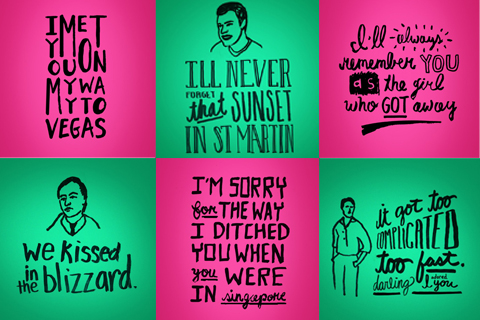 I MET
YOU ON
MY WA
Y TO
VEGAS
I'LL NEVER
FORGET
that SUNSET
IN ST MARTIN
I'll always
remember YOU
as the girl
who GOT away
we kissed
in the blizzard.
I'M SORRY
for THE WAY
I DITCHED
YOU WHEN
you WERE
IN singapore
it got too
COMPLICATED
too fast.
darling I adored you